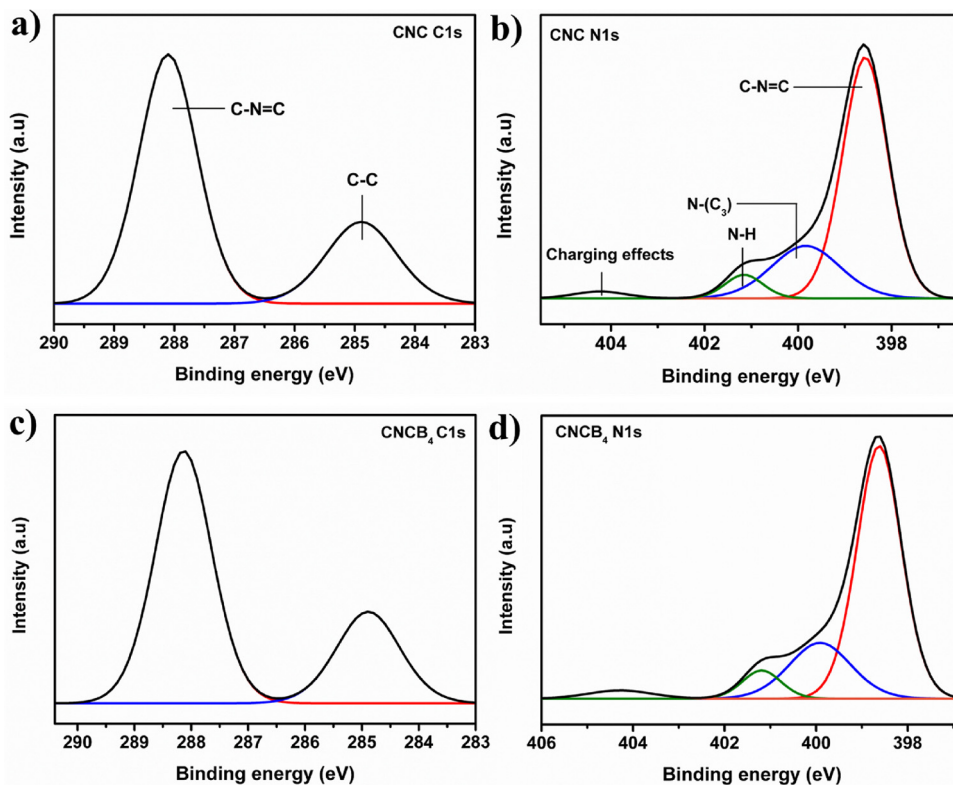 a)
CNC C1s
C-N=C
C-C
Intensity (a.u)
290 289 288 287 286 285 284 283
Binding energy (eV)
b)
CNC N1s
C-N=C
N-(C₃)
N-H
Charging effects
Intensity (a.u)
404 402 400 398
Binding energy (eV)
c)
CNCB₄ C1s
Intensity (a.u)
290 289 288 287 286 285 284 283
Binding energy (eV)
d)
CNCB₄ N1s
Intensity (a.u)
406 404 402 400 398
Binding energy (eV)